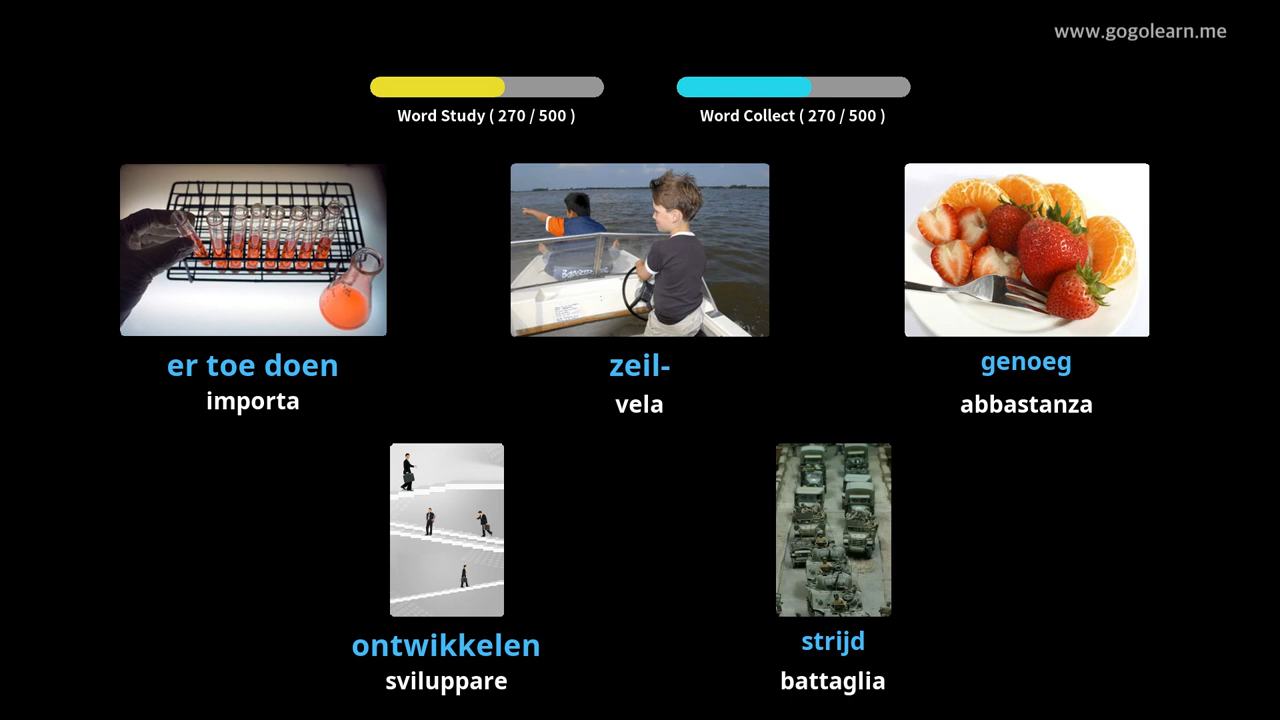 www.gogolearn.me
Word Study ( 270 / 500 )
Word Collect ( 270 / 500 )
er toe doen
importa
zeil-
vela
genoeg
abbastanza
ontwikkelen
sviluppare
strijd
battaglia